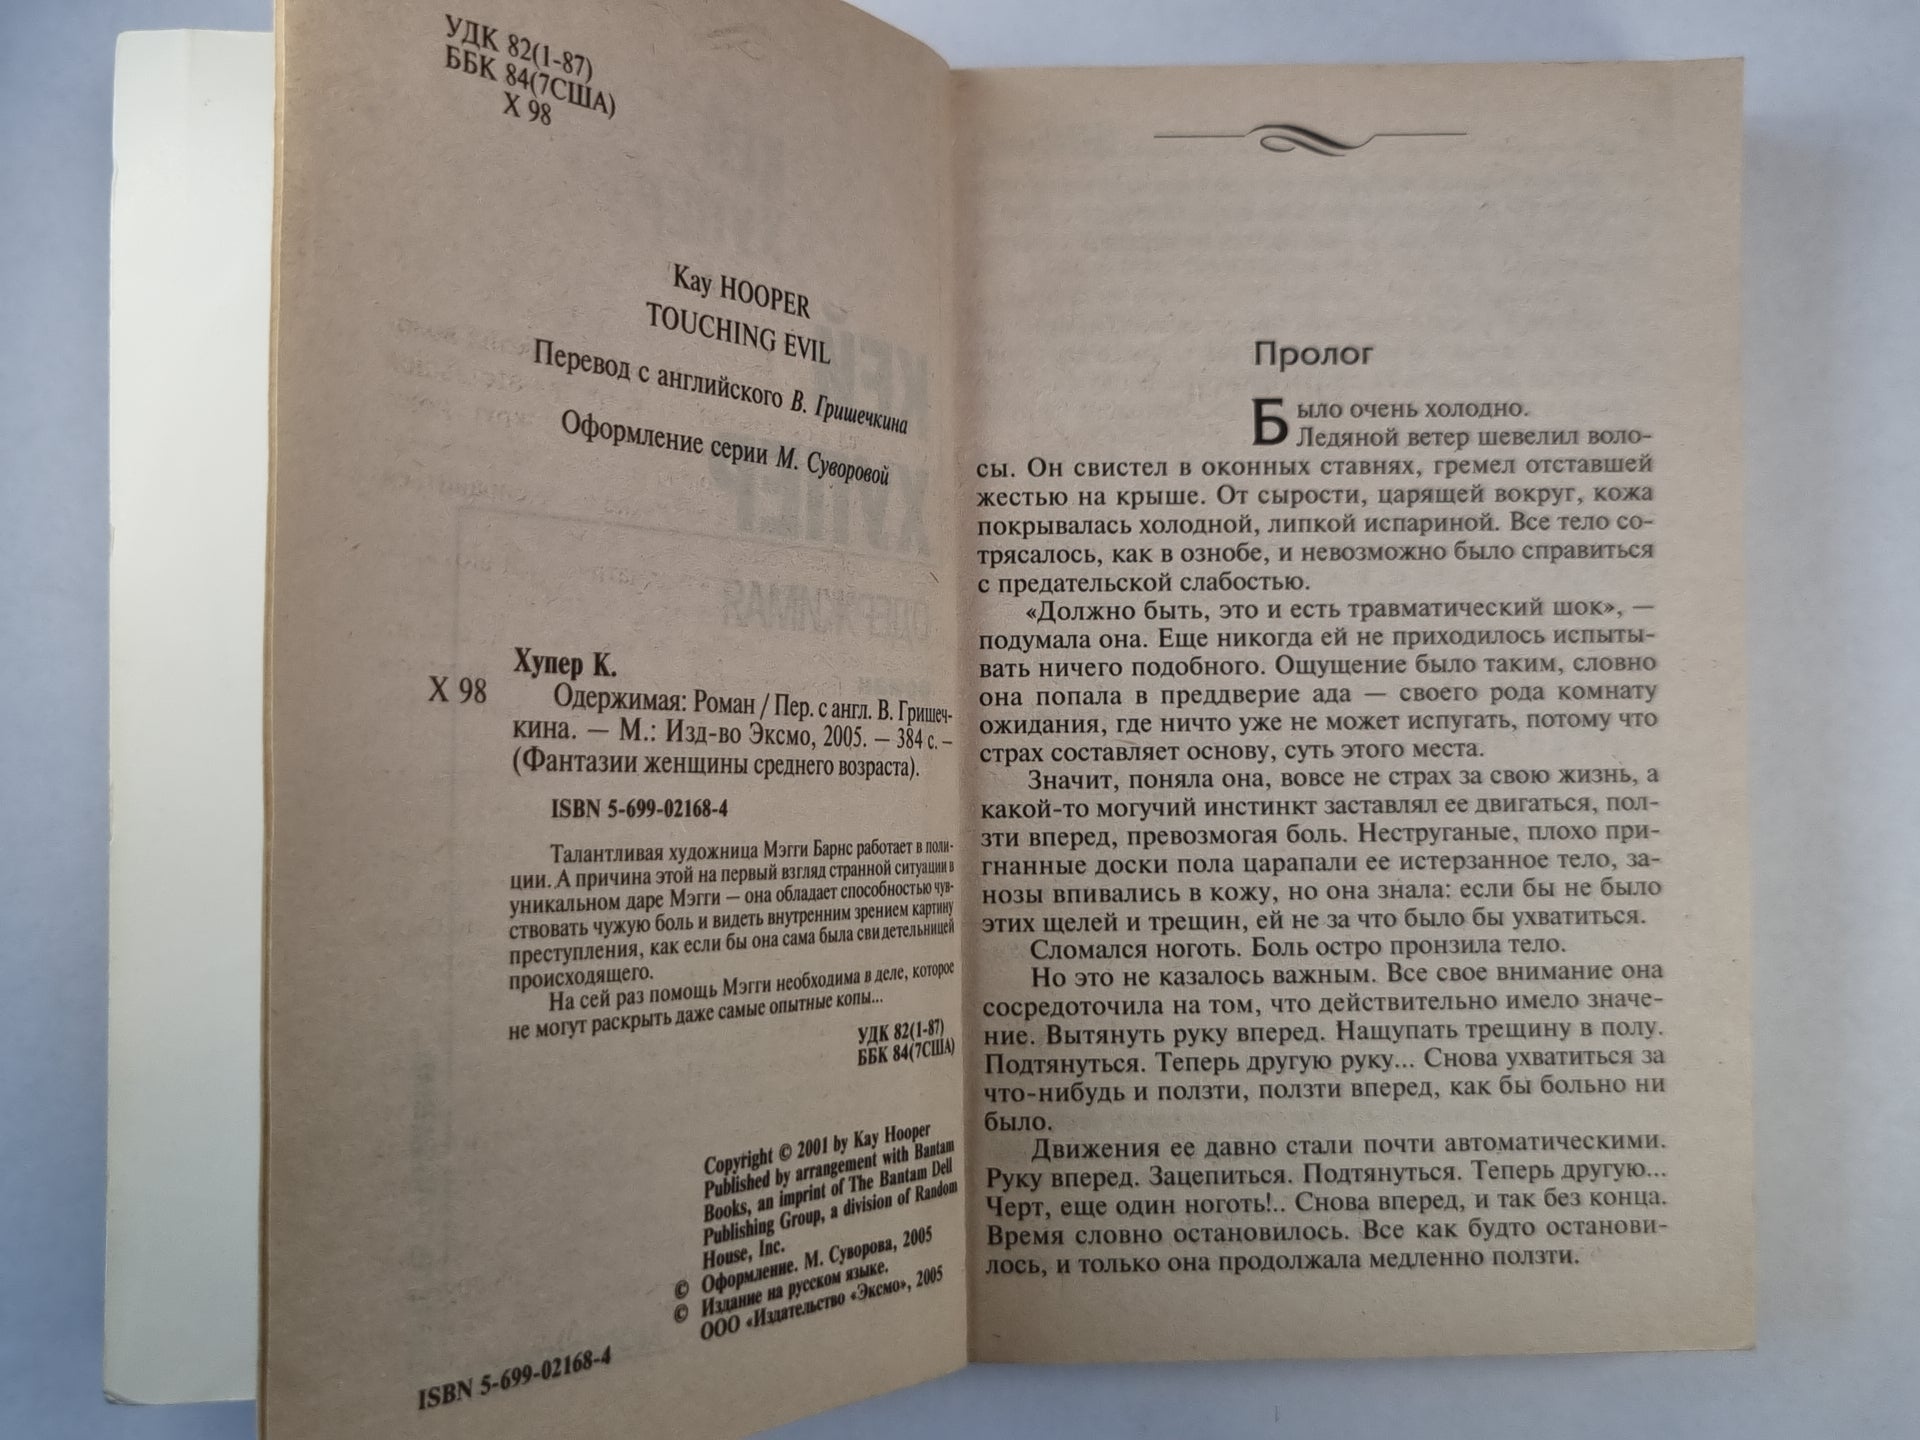 УДК 82(1-87)
ББК 84(7США)
Х 98
Kay HOOPER
TOUCHING EVIL
Перевод с английского В. Гришечкина
Оформление серии М. Суворовой
Хупер К.
Х 98
Одержимая: Роман / Пер. с англ. В. Гришеч-
кина. — М.: Изд-во Эксмо, 2005. — 384 с. –
(Фантазии женщины среднего возраста).
ISBN 5-699-02168-4
Талантливая художница Мэгги Барнс работает в поли-
ции. А причина этой на первый взгляд странной ситуации в
уникальном даре Мэгги — она обладает способностью чув-
ствовать чужую боль и видеть внутренним зрением картину
преступления, как если бы она сама была свидетельницей
происходящего.
На сей раз помощь Мэгги необходима в деле, которое
не могут раскрыть даже самые опытные копы...
УДК 82(1-87)
ББК 84(7США)
Copyright © 2001 by Kay Hooper
Published by arrangement with Bantam
Books, an imprint of The Bantam Dell
Publishing Group, a division of Random
House, Inc.
© Оформление. М. Суворова, 2005
© Издание на русском языке.
ООО «Издательство «Эксмо», 2005
ISBN 5-699-02168-4
Пролог
Было очень холодно.
Ледяной ветер шевелил воло-
сы. Он свистел в оконных ставнях, гремел отставшей
жестью на крыше. От сырости, царящей вокруг, кожа
покрывалась холодной, липкой испариной. Все тело со-
трясалось, как в ознобе, и невозможно было справиться
с предательской слабостью.
«Должно быть, это и есть травматический шок», —
подумала она. Еще никогда ей не приходилось испыты-
вать ничего подобного. Ощущение было таким, словно
она попала в преддверие ада — своего рода комнату
ожидания, где ничто уже не может испугать, потому что
страх составляет основу, суть этого места.
Значит, поняла она, вовсе не страх за свою жизнь, а
какой-то могучий инстинкт заставлял ее двигаться, пол-
зти вперед, превозмогая боль. Неструганые, плохо при-
гнанные доски пола царапали ее истерзанное тело, за-
нозы впивались в кожу, но она знала: если бы не было
этих щелей и трещин, ей не за что было бы ухватиться.
Сломался ноготь. Боль остро пронзила тело.
Но это не казалось важным. Все свое внимание она
сосредоточила на том, что действительно имело значе-
ние. Вытянуть руку вперед. Нащупать трещину в полу.
Подтянуться. Теперь другую руку... Снова ухватиться за
что-нибудь и ползти, ползти вперед, как бы больно ни
было.
Движения ее давно стали почти автоматическими.
Руку вперед. Зацепиться. Подтянуться. Теперь другую...
Черт, еще один ноготь!.. Снова вперед, и так без конца.
Время словно остановилось. Все как будто останови-
лось, и только она продолжала медленно ползти.